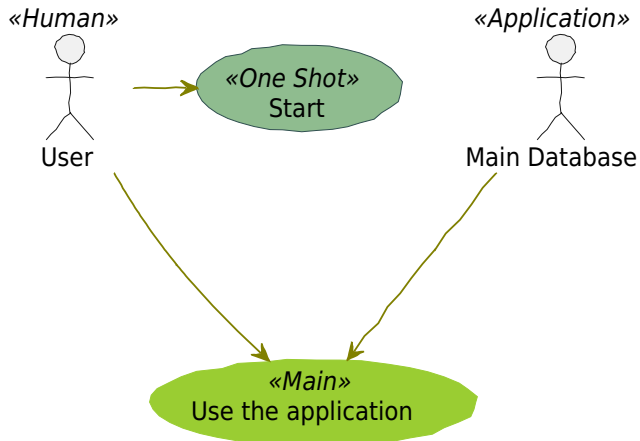 «Human»
User
«One Shot»
Start
«Application»
Main Database
«Main»
Use the application